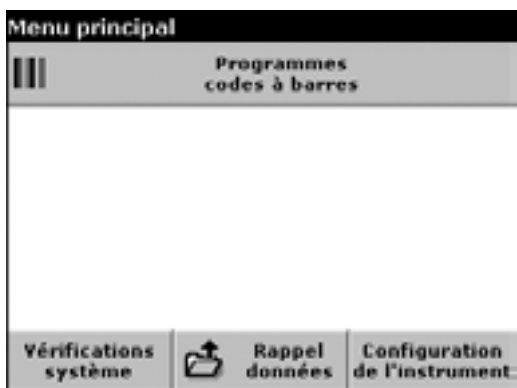 Menu principal
Programmes
codes à barres
Vérifications
système
Rappel
données
Configuration
de l'instrument